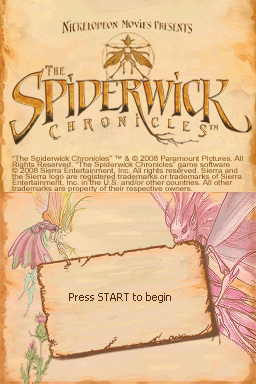 NICKELODEON MOVIES PRESENTS
THE
SPIDERWICK
CHRONICLES™
"The Spiderwick Chronicles" ™ & © 2008 Paramount Pictures. All
Rights Reserved. "The Spiderwick Chronicles" game software
© 2008 Sierra Entertainment, Inc. All rights reserved. Sierra and
the Sierra logo are registered trademarks or trademarks of Sierra
Entertainment, Inc. in the U.S. and/or other countries. All other
trademarks are property of their respective owners.
Press START to begin